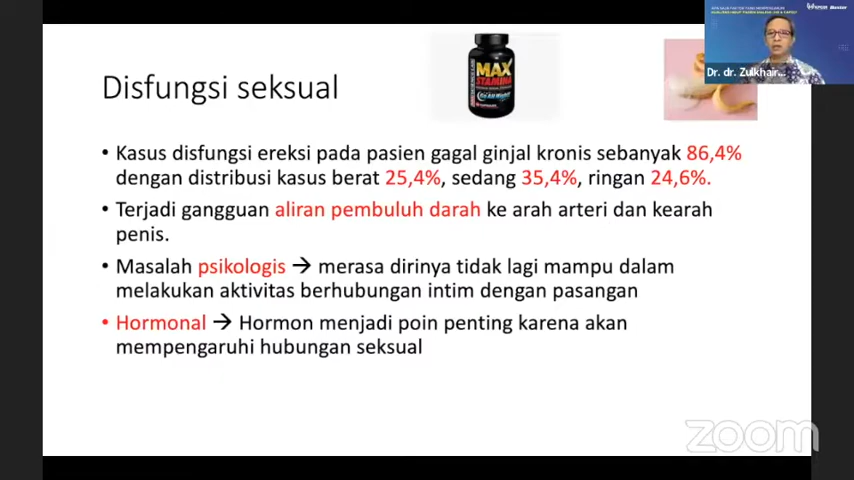 Disfungsi seksual
MAX
STAMINA
• Kasus disfungsi ereksi pada pasien gagal ginjal kronis sebanyak 86,4%
dengan distribusi kasus berat 25,4%, sedang 35,4%, ringan 24,6%.
• Terjadi gangguan aliran pembuluh darah ke arah arteri dan kearah
penis.
• Masalah psikologis → merasa dirinya tidak lagi mampu dalam
melakukan aktivitas berhubungan intim dengan pasangan
• Hormonal → Hormon menjadi poin penting karena akan
mempengaruhi hubungan seksual
Dr. dr. Zulkhair...
zoom